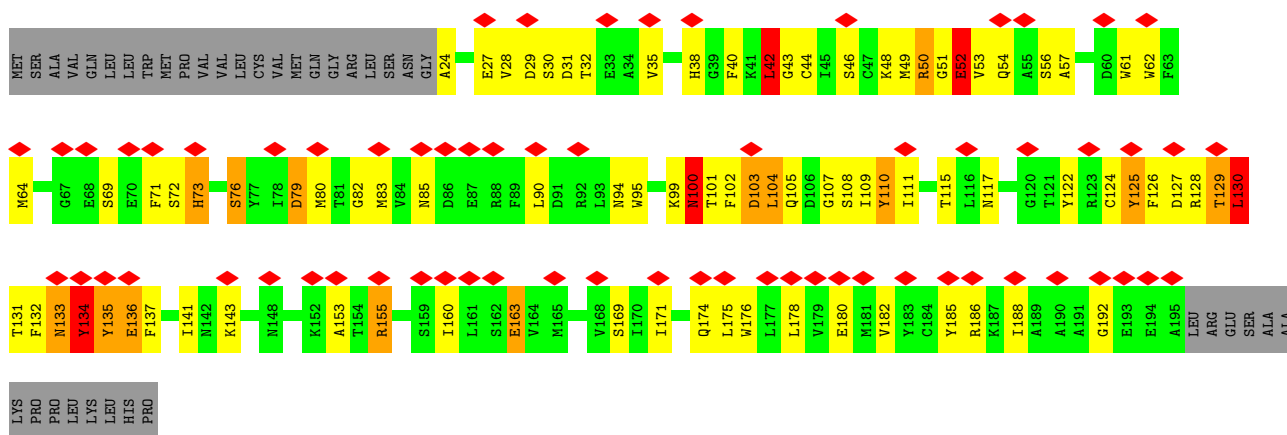 MET SER ALA VAL GLN LEU LEU TRP MET PRO VAL VAL LEU CYS VAL MET GLN GLY ARG LEU SER ASN GLY A24 E27 V28 D29 S30 D31 T32 E33 A34 V35 H38 G39 F40 K41 L42 G43 C44 I45 S46 C47 K48 M49 R50 G51 E52 V53 Q54 A55 S56 A57 D60 W61 W62 F63
M64 G67 E68 S69 E70 F71 S72 H73 S76 Y77 I78 D79 M80 T81 G82 M83 V84 N85 D86 E87 R88 F89 L90 D91 R92 L93 N94 W95 K99 N100 T101 F102 D103 L104 Q105 D106 G107 S108 I109 Y110 I111 T115 L116 N117 G120 T121 Y122 R123 C124 Y125 F126 D127 R128 T129 L130
T131 F132 N133 Y134 Y135 E136 F137 I141 N142 K143 N148 K152 A153 T154 R155 S159 I160 L161 S162 E163 V164 M165 V168 S169 I170 I171 Q174 L175 W176 L177 L178 V179 E180 M181 V182 Y183 C184 Y185 R186 K187 I188 A189 A190 A191 G192 E193 E194 A195 LEU ARG GLU SER ALA ALA
LYS PRO PRO LEU LYS LEU HIS PRO